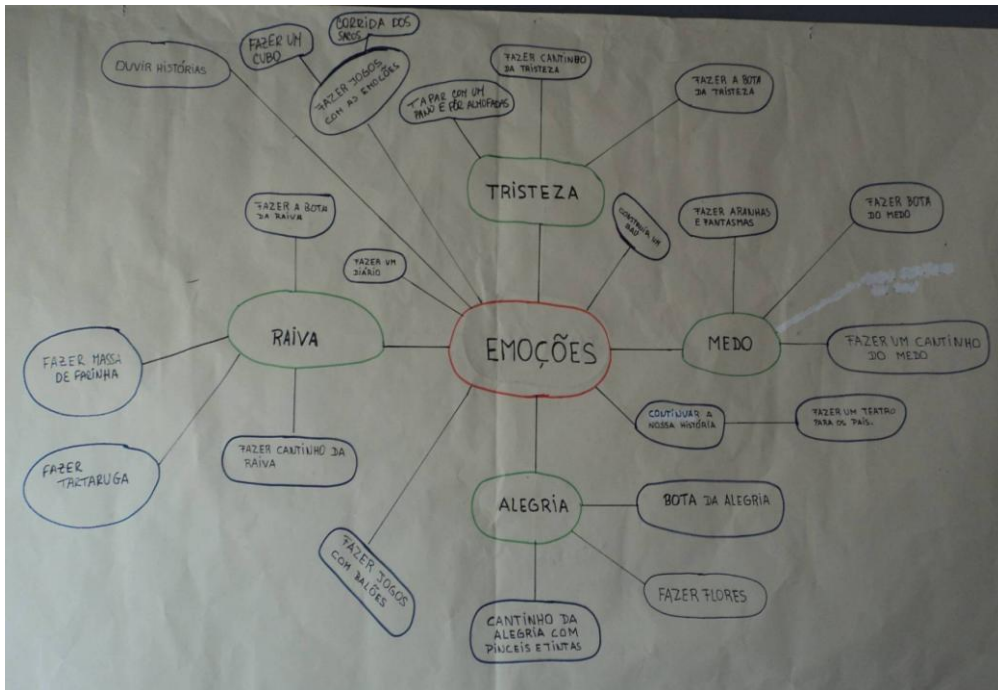 CORRIDA DOS
SACOS
FAZER UM
CUBO
OUVIR HISTÓRIAS
FAZER JOGOS
COM AS EMOÇÕES
FAZER CANTINHO
DA TRISTEZA
FAZER A BOTA
DA TRISTEZA
TAPAR COM UM
PANO E PÔR ALMOFADAS
TRISTEZA
FAZER A BOTA
DA RAIVA
FAZER UM
DIÁRIO
CONSTRUIR UM
FAZER ARANHAS
E FANTASMAS
FAZER BOTA
DO MEDO
RAIVA
EMOÇÕES
MEDO
FAZER UM CANTINHO
DO MEDO
FAZER MASSA
DE FARINHA
CONTINUAR A
NOSSA HISTÓRIA
FAZER UM TEATRO
PARA OS PAIS.
FAZER CANTINHO DA
RAIVA
FAZER
TARTARUGA
ALEGRIA
BOTA DA ALEGRIA
FAZER JOGOS
COM BALÕES
FAZER FLORES
CANTINHO DA
ALEGRIA COM
PINCEIS E TINTAS